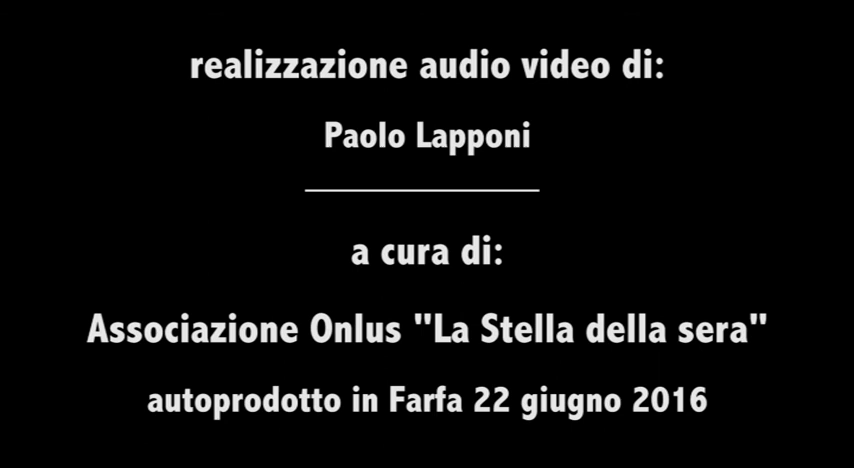 realizzazione audio video di:
Paolo Lapponi
a cura di:
Associazione Onlus "La Stella della sera"
autoprodotto in Farfa 22 giugno 2016